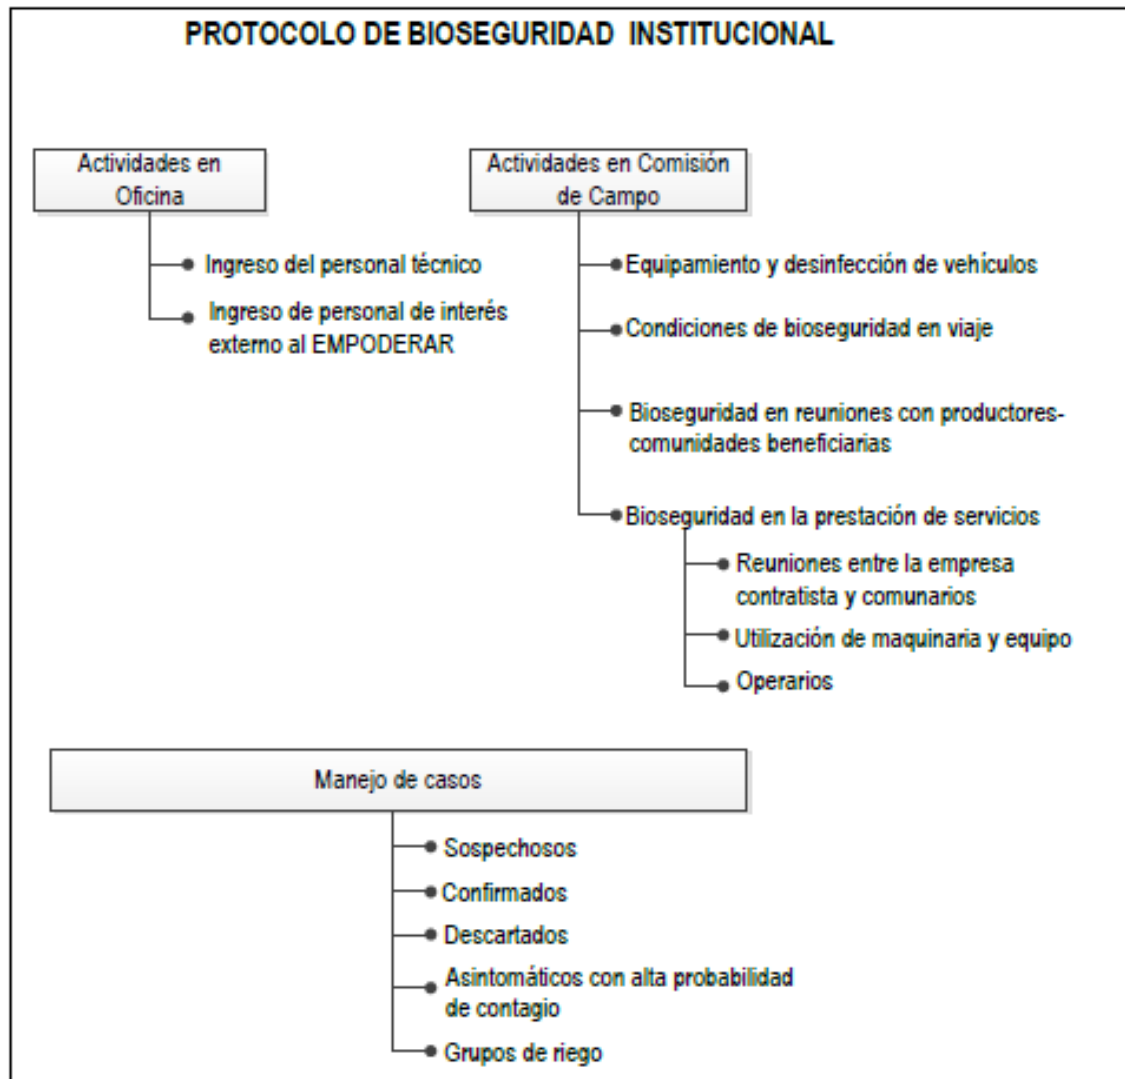 PROTOCOLO DE BIOSEGURIDAD INSTITUCIONAL
Actividades en
Oficina
Ingreso del personal técnico
Ingreso de personal de interés
externo al EMPODERAR
Actividades en Comisión
de Campo
Equipamiento y desinfección de vehículos
Condiciones de bioseguridad en viaje
Bioseguridad en reuniones con productores-
comunidades beneficiarias
Bioseguridad en la prestación de servicios
Reuniones entre la empresa
contratista y comunarios
Utilización de maquinaria y equipo
Operarios
Manejo de casos
Sospechosos
Confirmados
Descartados
Asintomáticos con alta probabilidad
de contagio
Grupos de riego